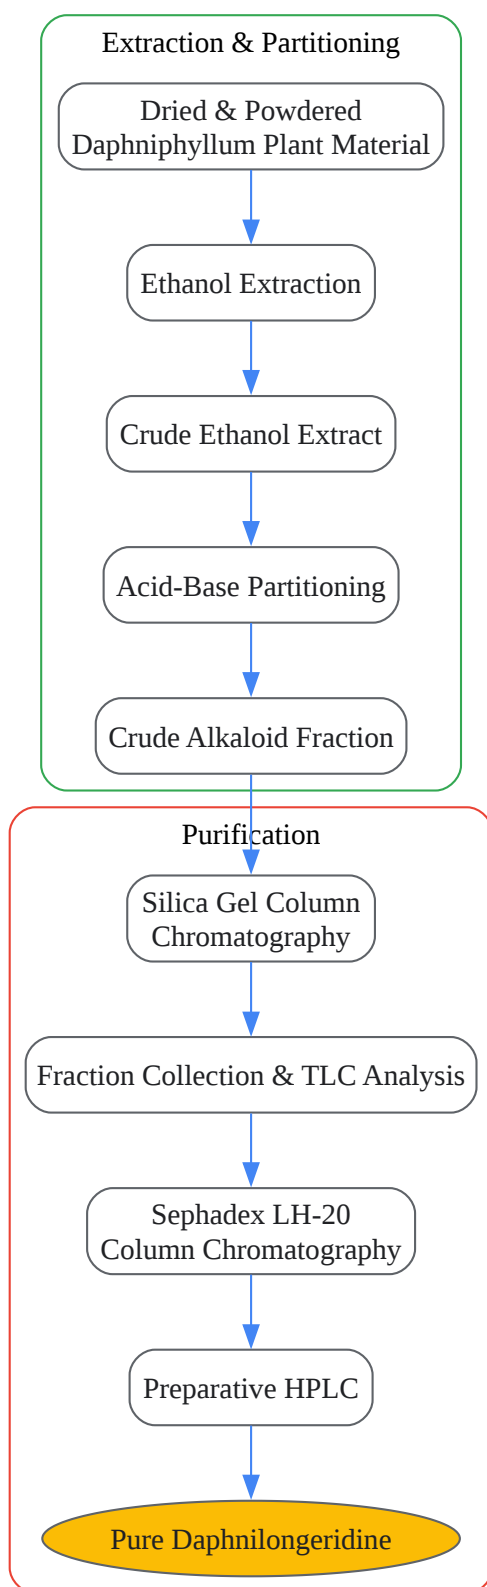 Extraction & Partitioning
Dried & Powdered
Daphniphyllum Plant Material
Ethanol Extraction
Crude Ethanol Extract
Acid-Base Partitioning
Crude Alkaloid Fraction
Purification
Silica Gel Column
Chromatography
Fraction Collection & TLC Analysis
Sephadex LH-20
Column Chromatography
Preparative HPLC
Pure Daphnilongeridine